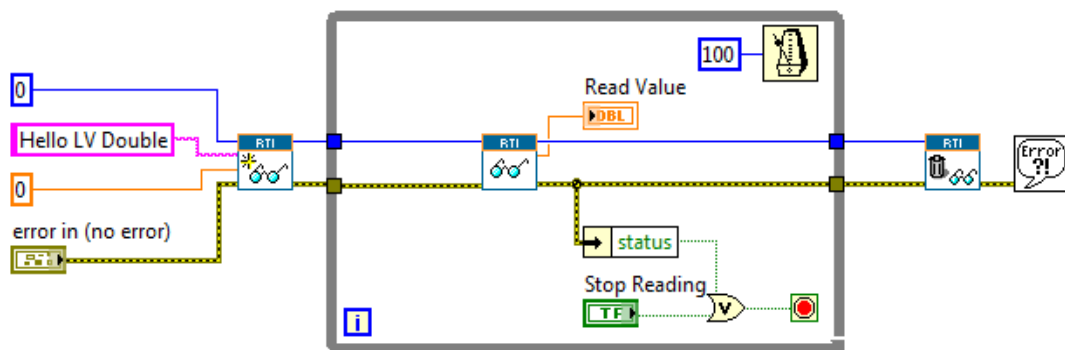 100
Read Value
DBL
0
Hello LV Double
0
error in (no error)
RTI
RTI
RTI
Error
?!
status
Stop Reading
TF
V
i